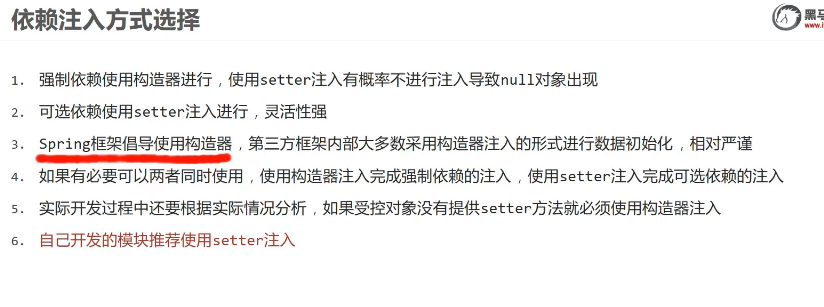 依赖注入方式选择
黑马
www.i
1. 强制依赖使用构造器进行，使用setter注入有概率不进行注入导致null对象出现
2. 可选依赖使用setter注入进行，灵活性强
3. Spring框架倡导使用构造器，第三方框架内部大多数采用构造器注入的形式进行数据初始化，相对严谨
4. 如果有必要可以两者同时使用，使用构造器注入完成强制依赖的注入，使用setter注入完成可选依赖的注入
5. 实际开发过程中还要根据实际情况分析，如果受控对象没有提供setter方法就必须使用构造器注入
6. 自己开发的模块推荐使用setter注入